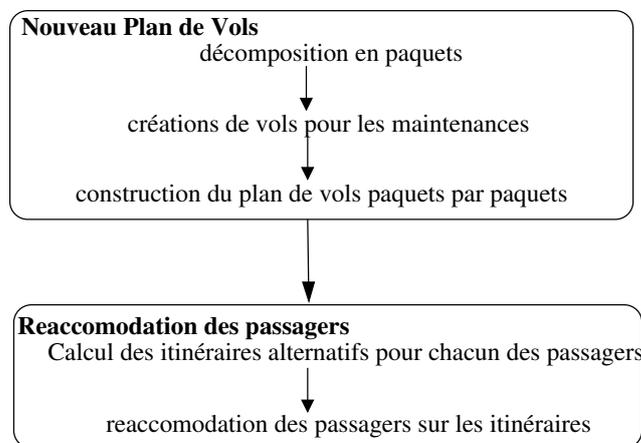 Nouveau Plan de Vols
décomposition en paquets
créations de vols pour les maintenances
construction du plan de vols paquets par paquets
Reaccomodation des passagers
Calcul des itinéraires alternatifs pour chacun des passagers
reaccomodation des passagers sur les itinéraires